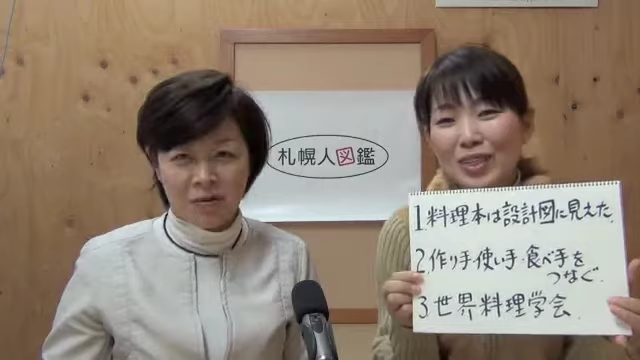 札幌人図鑑
1 料理本は設計図に見えた.
2.作り手・使い手・食べ手を
つなぐ.
3 世界料理学会.